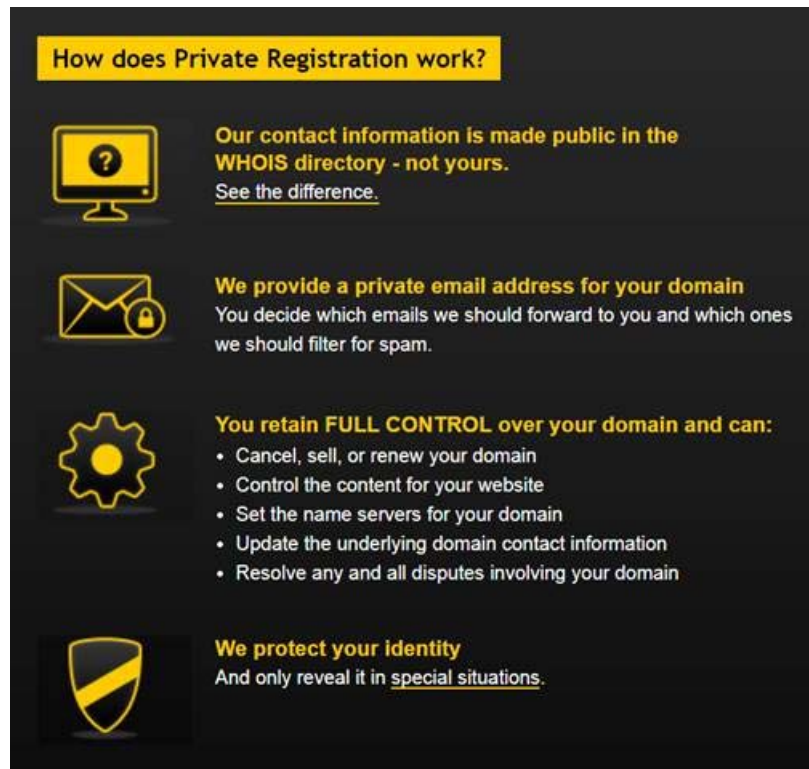 How does Private Registration work?
Our contact information is made public in the
WHOIS directory - not yours.
See the difference.
We provide a private email address for your domain
You decide which emails we should forward to you and which ones
we should filter for spam.
You retain FULL CONTROL over your domain and can:
• Cancel, sell, or renew your domain
• Control the content for your website
• Set the name servers for your domain
• Update the underlying domain contact information
• Resolve any and all disputes involving your domain
We protect your identity
And only reveal it in special situations.